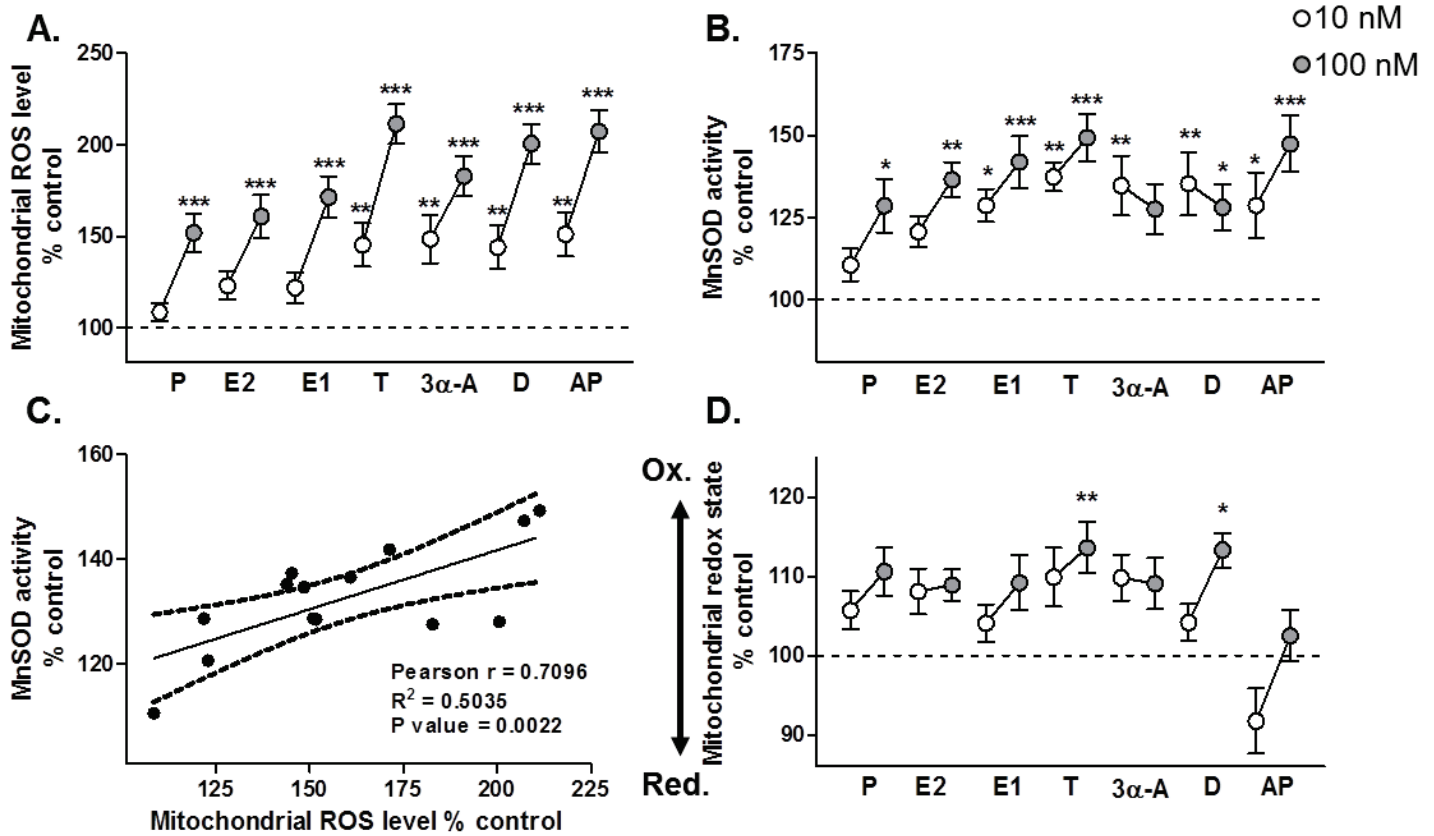 A.
Mitochondrial ROS level
% control
250
200
150
100
***
***
***
**
***
**
***
**
***
**
***
P
E2
E1
T
3α-A
D
AP
B.
10 nM
100 nM
MnSOD activity
% control
175
150
125
100
*
**
*
***
**
***
**
**
*
*
***
P
E2
E1
T
3α-A
D
AP
C.
MnSOD activity
% control
160
140
120
Pearson r = 0.7096
R² = 0.5035
P value = 0.0022
125
150
175
200
225
Mitochondrial ROS level % control
D.
Ox.
Red.
Mitochondrial redox state
% control
120
110
100
90
**
*
P
E2
E1
T
3α-A
D
AP